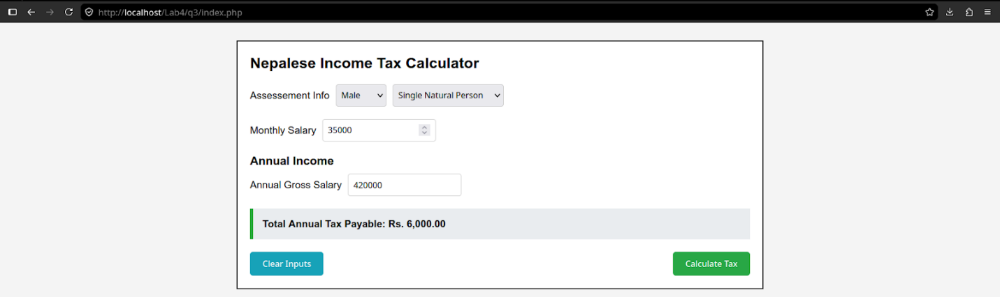 http://localhost/Lab4/q3/index.php
Nepalese Income Tax Calculator
Assessement Info Male Single Natural Person
Monthly Salary 35000
Annual Income
Annual Gross Salary 420000
Total Annual Tax Payable: Rs. 6,000.00
Clear Inputs Calculate Tax